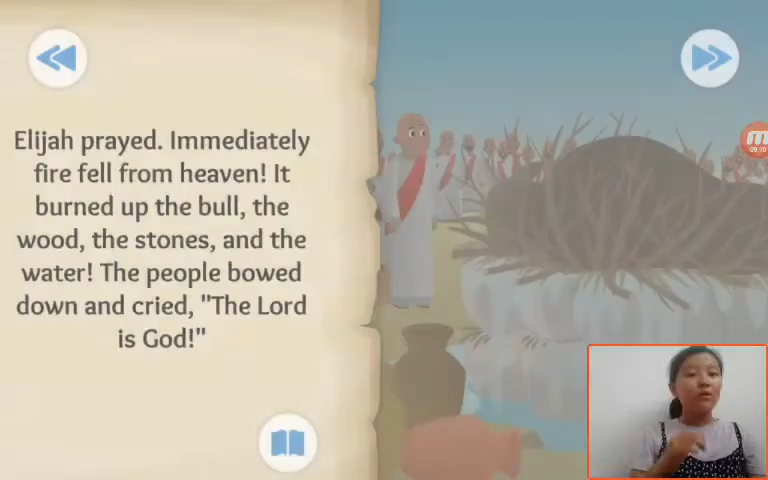 Elijah prayed. Immediately
fire fell from heaven! It
burned up the bull, the
wood, the stones, and the
water! The people bowed
down and cried, "The Lord
is God!"